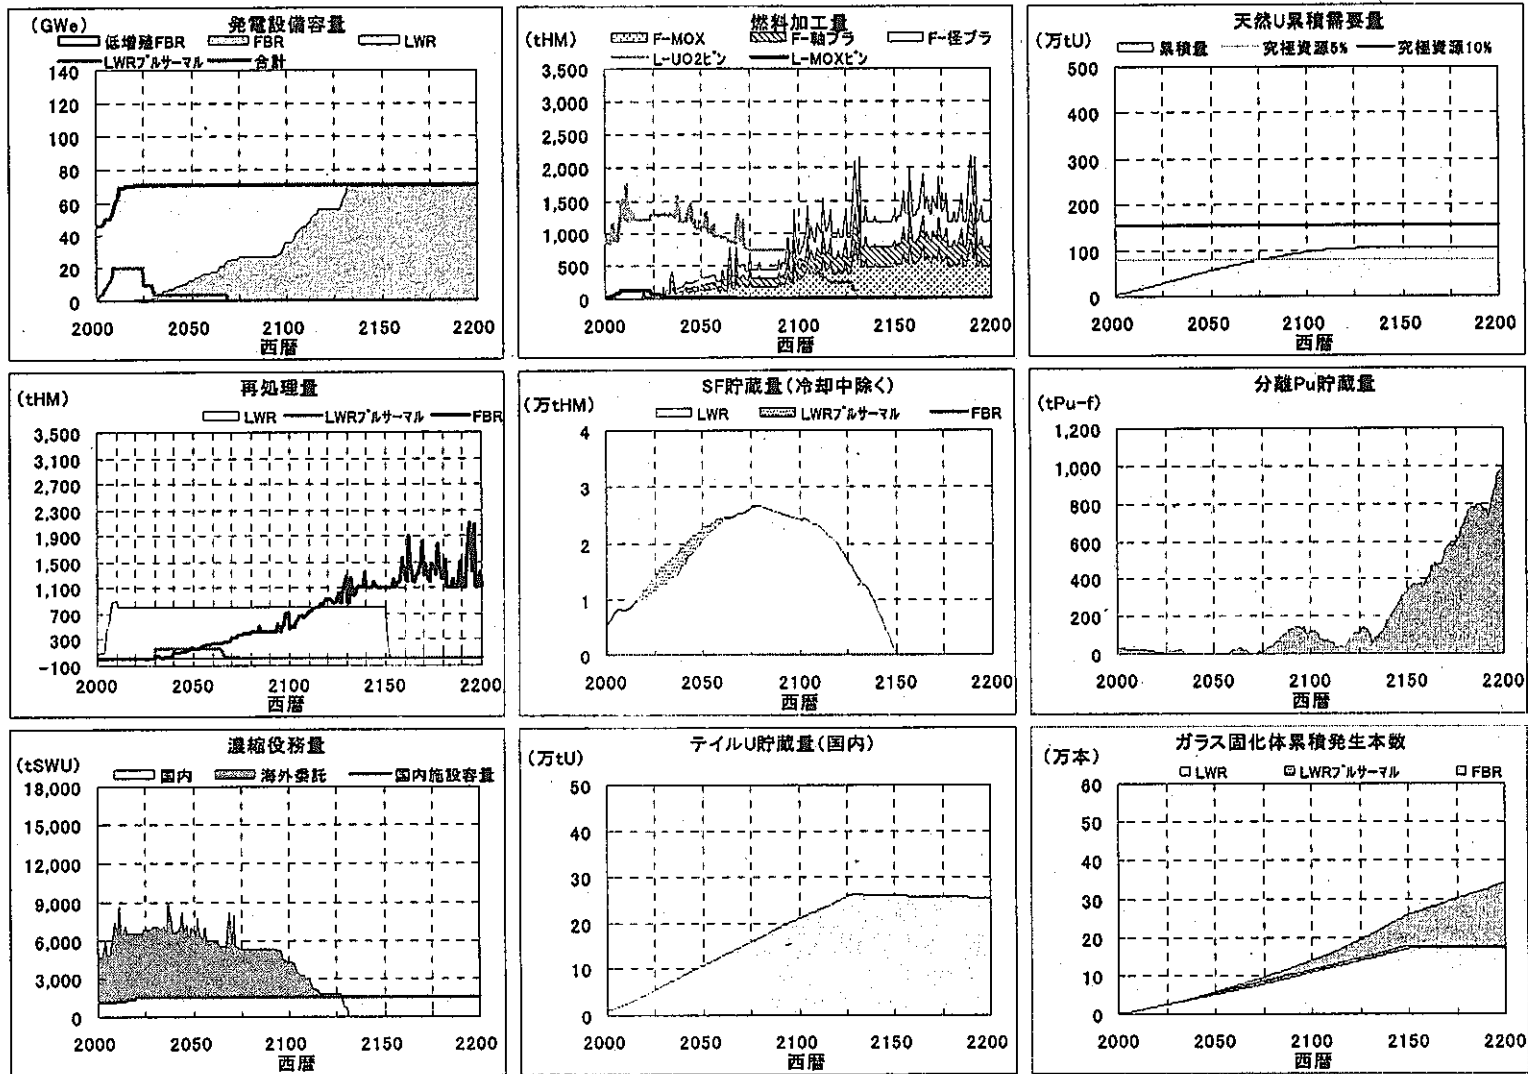 発電設備容量
(GWe)
低増殖FBR FBR LWR
LWRプルサーマル 合計
140
120
100
80
60
40
20
0
2000 2050 2100 2150 2200
西暦
燃料加工量
(tHM)
F-MOX F-軸ブラ F-径ブラ
L-UO2ピン L-MOXピン
3,500
3,000
2,500
2,000
1,500
1,000
500
0
2000 2050 2100 2150 2200
西暦
天然U累積需要量
(万tU)
累積量 究極資源5% 究極資源10%
500
400
300
200
100
0
2000 2050 2100 2150 2200
西暦
再処理量
(tHM)
LWR LWRプルサーマル FBR
3,500
3,100
2,700
2,300
1,900
1,500
1,100
700
300
-100
2000 2050 2100 2150 2200
西暦
SF貯蔵量(冷却中除く)
(万tHM)
LWR LWRプルサーマル FBR
4
3
2
1
0
2000 2050 2100 2150 2200
西暦
分離Pu貯蔵量
(tPu-f)
1,200
1,000
800
600
400
200
0
2000 2050 2100 2150 2200
西暦
濃縮役務量
(tSWU)
国内 海外委託 国内施設容量
18,000
15,000
12,000
9,000
6,000
3,000
0
2000 2050 2100 2150 2200
西暦
テイルU貯蔵量(国内)
(万tU)
50
40
30
20
10
0
2000 2050 2100 2150 2200
西暦
ガラス固化体累積発生本数
(万本)
LWR LWRプルサーマル FBR
60
50
40
30
20
10
0
2000 2050 2100 2150 2200
西暦